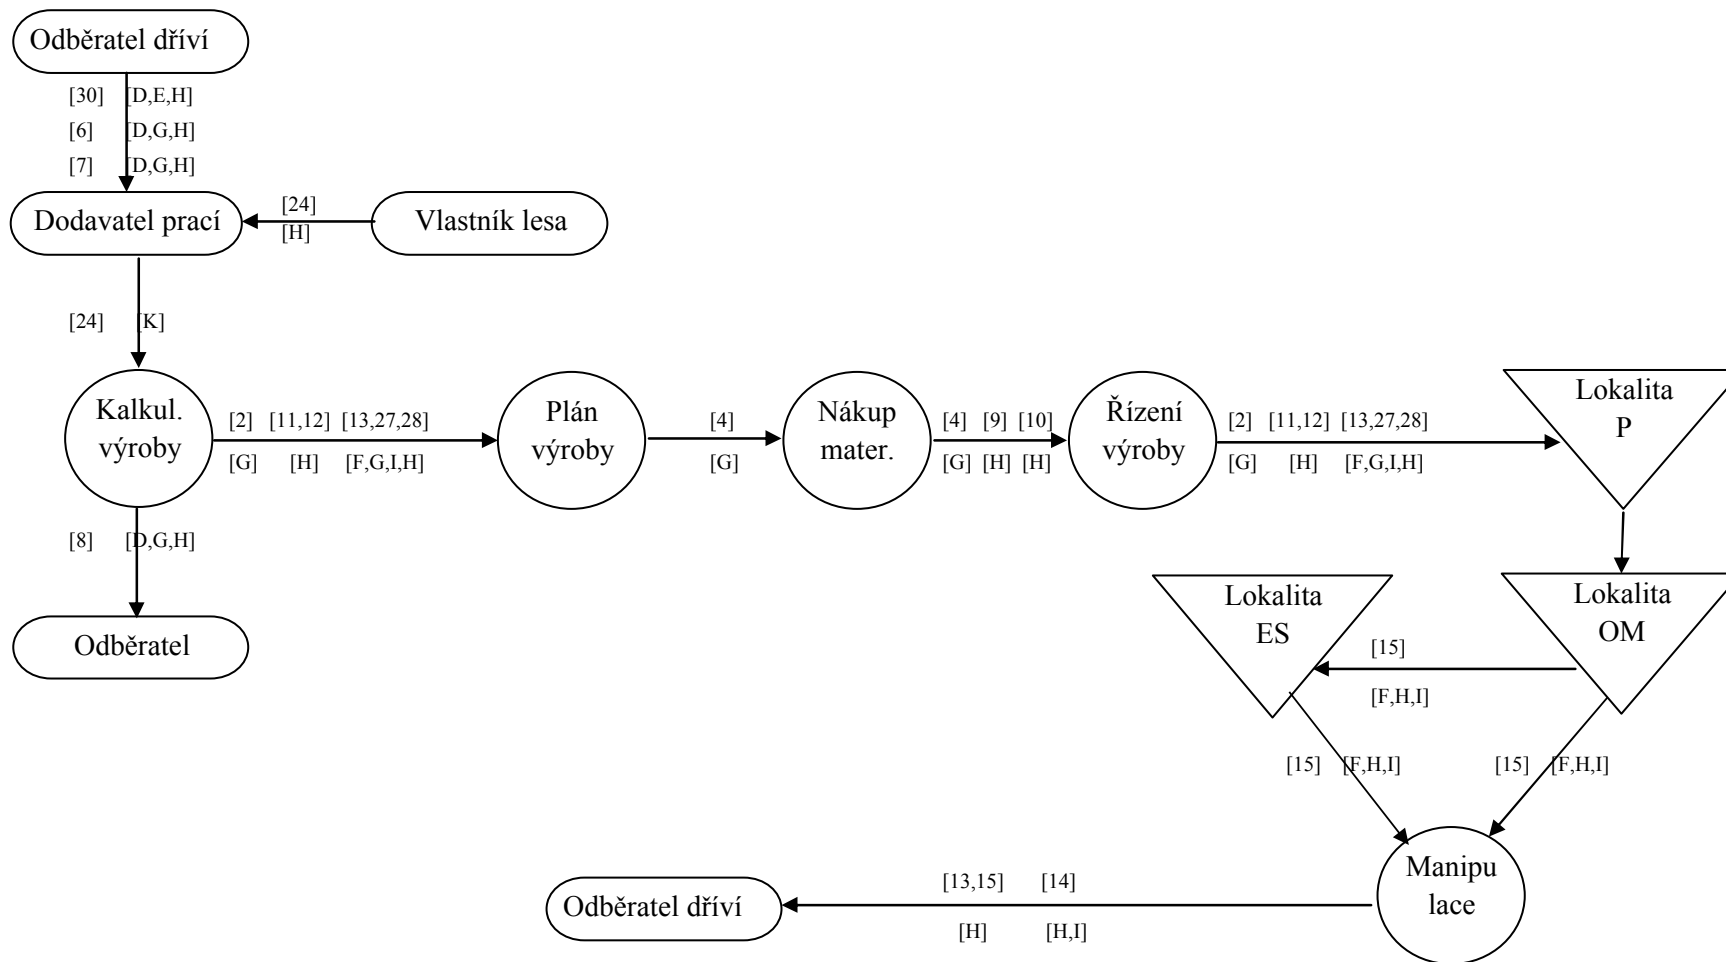 Odběratel dříví
[30] [D,E,H]
[6] [D,G,H]
[7] [D,G,H]
Dodavatel prací
[24]
[H]
Vlastník lesa
[24] [K]
Kalkul.
výroby
[2] [11,12] [13,27,28]
[G] [H] [F,G,I,H]
Plán
výroby
[4]
[G]
Nákup
mater.
[4] [9] [10]
[G] [H] [H]
Řízení
výroby
[2] [11,12] [13,27,28]
[G] [H] [F,G,I,H]
Lokalita
P
[8] [D,G,H]
Odběratel
Lokalita
ES
[15]
[F,H,I]
Lokalita
OM
[15] [F,H,I]
[15] [F,H,I]
Manipu
lace
[13,15] [14]
[H] [H,I]
Odběratel dříví